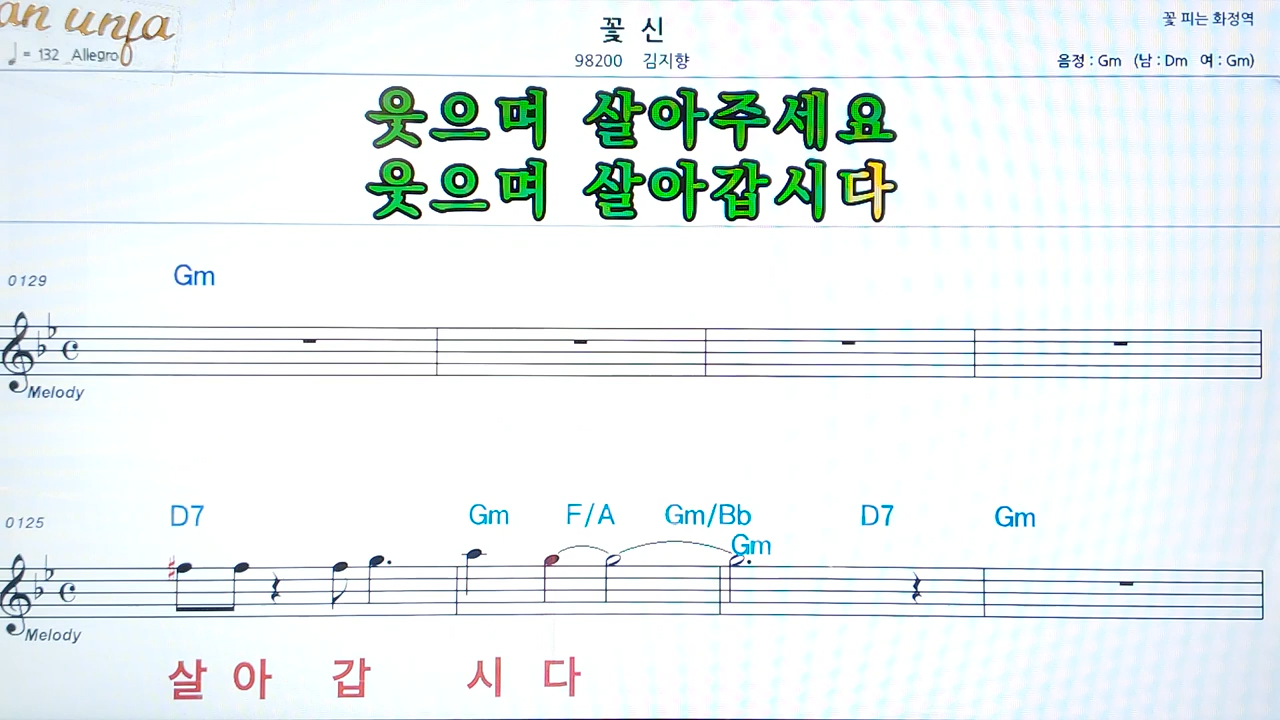 꽃 신
꽃 피는 화정역
♩= 132 Allegro
98200 김지향
음정 : Gm (남 : Dm 여 : Gm)
웃으며 살아주세요
웃으며 살아갑시다
0129
Gm
Melody
0125
D7 Gm F/A Gm/Bb D7 Gm
Gm
Melody
살 아 갑 시 다